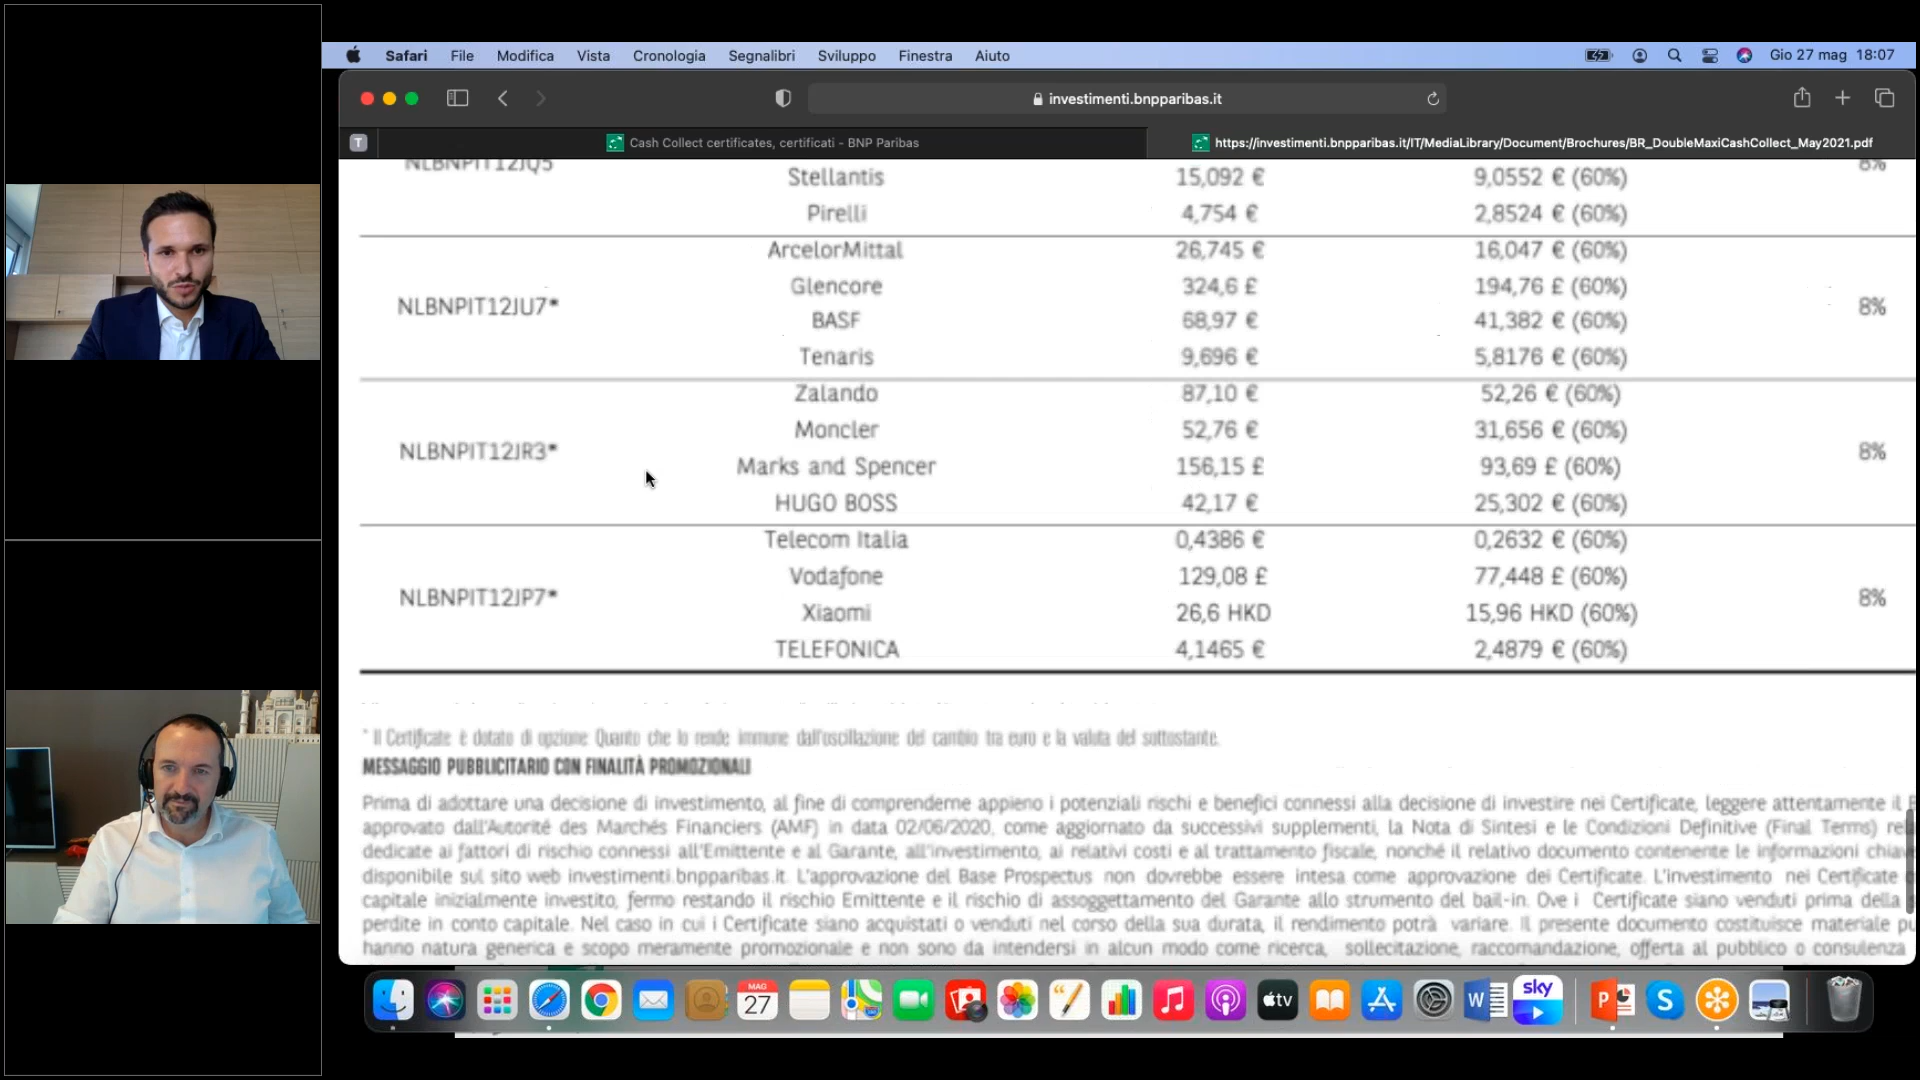 Safari File Modifica Vista Cronologia Segnalibri Sviluppo Finestra Aiuto Gio 27 mag 18:07
investimenti.bnpparibas.it
T Cash Collect certificates, certificati - BNP Paribas https://investimenti.bnpparibas.it/IT/MediaLibrary/Document/Brochures/BR_DoubleMaxiCashCollect_May2021.pdf
NLBNPIT12JQ5 8%
Stellantis 15,092 € 9,0552 € (60%)
Pirelli 4,754 € 2,8524 € (60%)
ArcelorMittal 26,745 € 16,047 € (60%)
Glencore 324,6 £ 194,76 £ (60%)
NLBNPIT12JU7* 8%
BASF 68,97 € 41,382 € (60%)
Tenaris 9,696 € 5,8176 € (60%)
Zalando 87,10 € 52,26 € (60%)
Moncler 52,76 € 31,656 € (60%)
NLBNPIT12JR3* 8%
Marks and Spencer 156,15 £ 93,69 £ (60%)
HUGO BOSS 42,17 € 25,302 € (60%)
Telecom Italia 0,4386 € 0,2632 € (60%)
Vodafone 129,08 £ 77,448 £ (60%)
NLBNPIT12JP7* 8%
Xiaomi 26,6 HKD 15,96 HKD (60%)
TELEFONICA 4,1465 € 2,4879 € (60%)
* Il Certificate è dotato di opzione Quanto che lo rende immune dall'oscillazione del cambio tra euro e la valuta del sottostante.
MESSAGGIO PUBBLICITARIO CON FINALITÀ PROMOZIONALI
Prima di adottare una decisione di investimento, al fine di comprenderne appieno i potenziali rischi e benefici connessi alla decisione di investire nei Certificate, leggere attentamente il
approvato dall'Autorité des Marchés Financiers (AMF) in data 02/06/2020, come aggiornato da successivi supplementi, la Nota di Sintesi e le Condizioni Definitive (Final Terms)
dedicate ai fattori di rischio connessi all'Emittente e al Garante, all'investimento, ai relativi costi e al trattamento fiscale, nonché il relativo documento contenente le informazioni
disponibile sul sito web investimenti.bnpparibas.it. L'approvazione del Base Prospectus non dovrebbe essere intesa come approvazione dei Certificate. L'investimento nei Certificate
capitale inizialmente investito, fermo restando il rischio Emittente e il rischio di assoggettamento del Garante allo strumento del bail-in. Ove i Certificate siano venduti prima della
perdite in conto capitale. Nel caso in cui i Certificate siano acquistati o venduti nel corso della sua durata, il rendimento potrà variare. Il presente documento costituisce materiale
hanno natura generica e scopo meramente promozionale e non sono da intendersi in alcun modo come ricerca, sollecitazione, raccomandazione, offerta al pubblico o consulenza
MAG
27
tv
W
sky
P
S